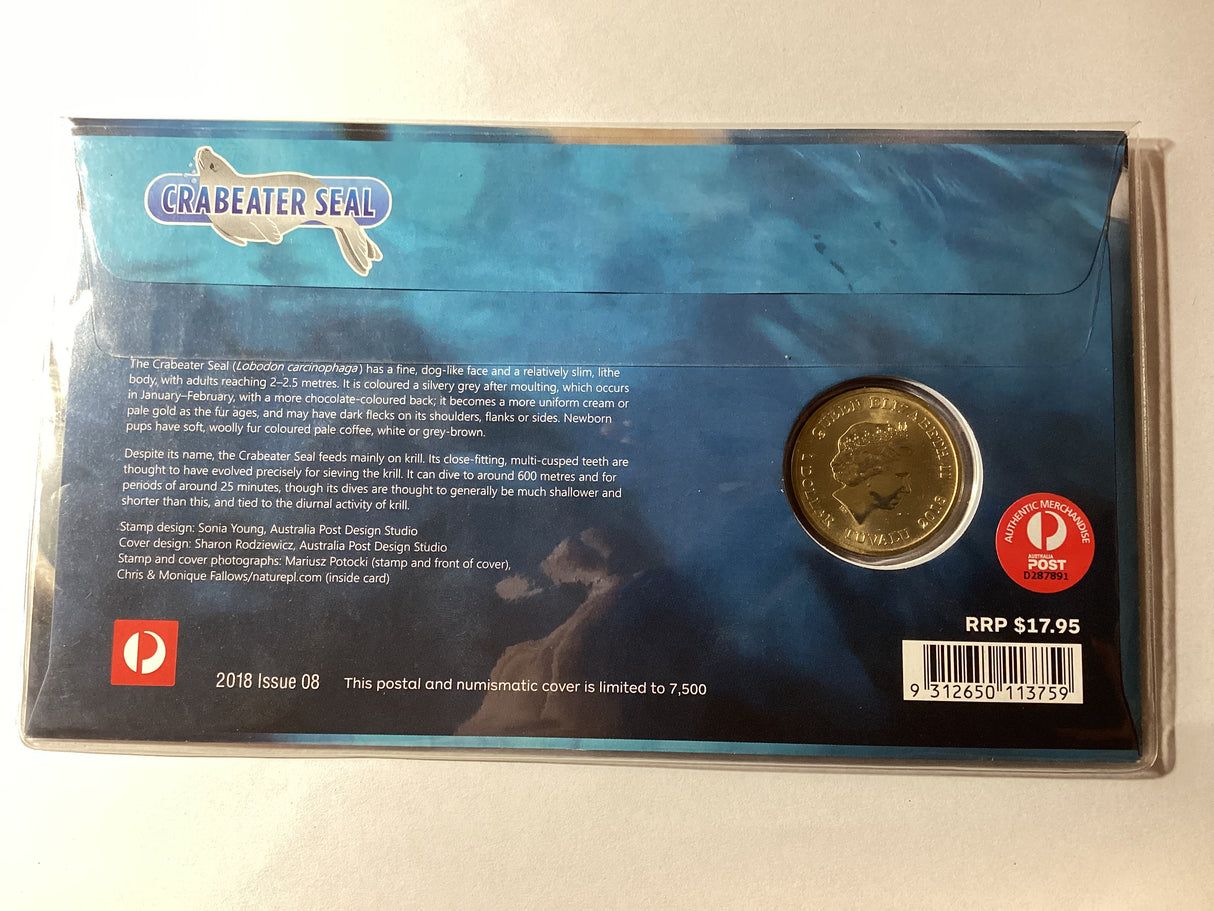 CRABEATER SEAL
The Crabeater Seal (Lobodon carcinophaga) has a fine, dog-like face and a relatively slim, lithe
body, with adults reaching 2–2.5 metres. It is coloured a silvery grey after moulting, which occurs
in January–February, with a more chocolate-coloured back; it becomes a more uniform cream or
pale gold as the fur ages, and may have dark flecks on its shoulders, flanks or sides. Newborn
pups have soft, woolly fur coloured pale coffee, white or grey-brown.
Despite its name, the Crabeater Seal feeds mainly on krill. Its close-fitting, multi-cusped teeth are
thought to have evolved precisely for sieving the krill. It can dive to around 600 metres and for
periods of around 25 minutes, though its dives are thought to generally be much shallower and
shorter than this, and tied to the diurnal activity of krill.
Stamp design: Sonia Young, Australia Post Design Studio
Cover design: Sharon Rodziewicz, Australia Post Design Studio
Stamp and cover photographs: Mariusz Potocki (stamp and front of cover),
Chris & Monique Fallows/naturepl.com (inside card)
QUEEN ELIZABETH II
1 DOLLAR TUVALU 2018
AUTHENTIC MERCHANDISE
AUSTRALIA
POST
D287891
RRP $17.95
9 312650 113759
2018 Issue 08
This postal and numismatic cover is limited to 7,500